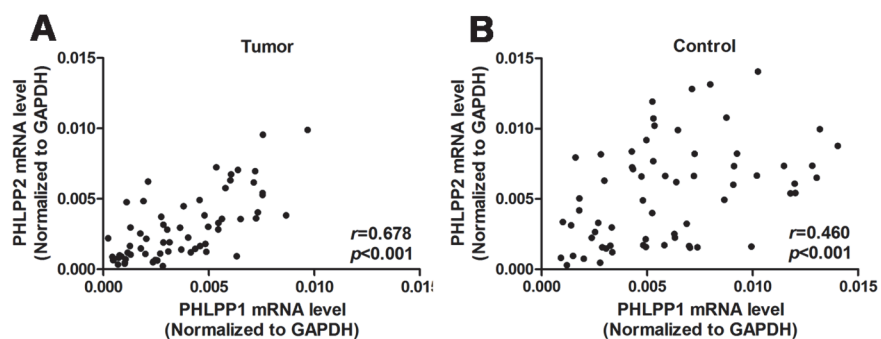 A
Tumor
PHLPP2 mRNA level
(Normalized to GAPDH)
0.015
0.010
0.005
0.000
r=0.678
p<0.001
0.000
0.005
0.010
0.01
PHLPP1 mRNA level
(Normalized to GAPDH)
B
Control
PHLPP2 mRNA level
(Normalized to GAPDH)
0.015
0.010
0.005
0.000
r=0.460
p<0.001
0.000
0.005
0.010
0.015
PHLPP1 mRNA level
(Normalized to GAPDH)